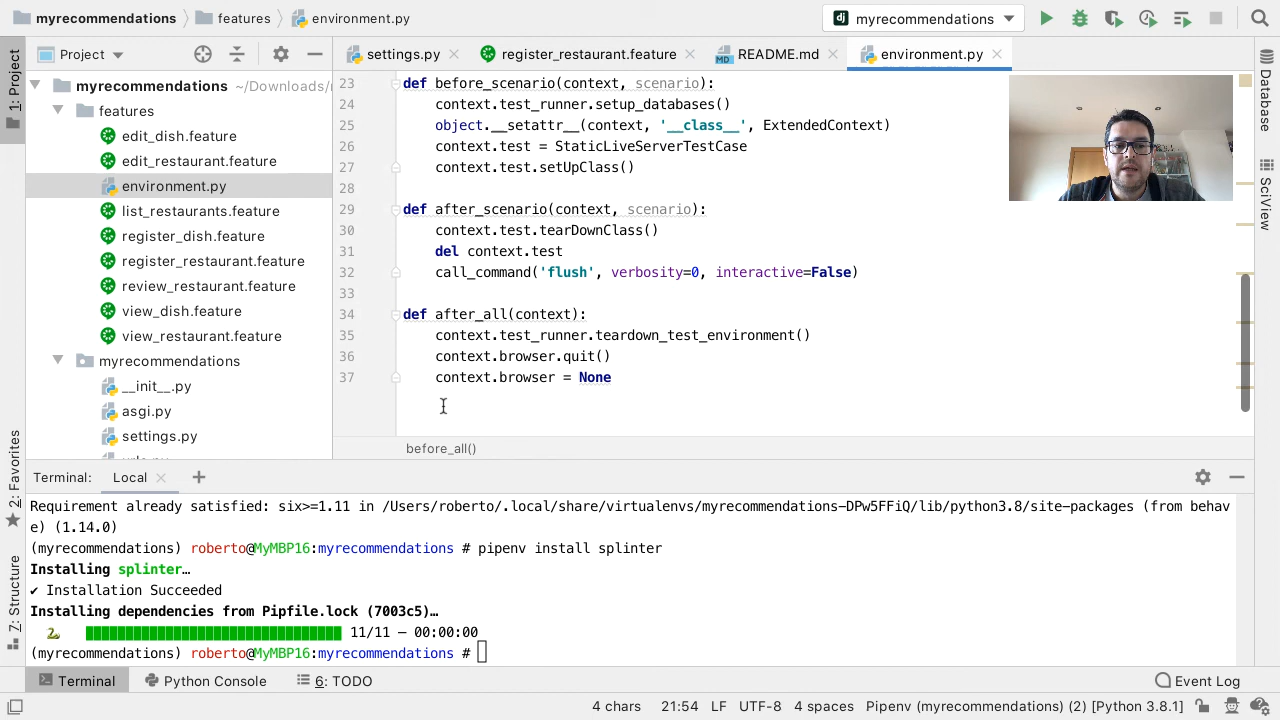 myrecommendations features environment.py myrecommendations
1: Project
Project
settings.py register_restaurant.feature README.md environment.py
myrecommendations ~/Downloads/
features
edit_dish.feature
edit_restaurant.feature
environment.py
list_restaurants.feature
register_dish.feature
register_restaurant.feature
review_restaurant.feature
view_dish.feature
view_restaurant.feature
myrecommendations
__init__.py
asgi.py
settings.py
23 def before_scenario(context, scenario):
24 context.test_runner.setup_databases()
25 object.__setattr__(context, '__class__', ExtendedContext)
26 context.test = StaticLiveServerTestCase
27 context.test.setUpClass()
28
29 def after_scenario(context, scenario):
30 context.test.tearDownClass()
31 del context.test
32 call_command('flush', verbosity=0, interactive=False)
33
34 def after_all(context):
35 context.test_runner.teardown_test_environment()
36 context.browser.quit()
37 context.browser = None
before_all()
Database
SciView
2: Favorites
Z: Structure
Terminal: Local
Requirement already satisfied: six>=1.11 in /Users/roberto/.local/share/virtualenvs/myrecommendations-DPw5FFiQ/lib/python3.8/site-packages (from behav
e) (1.14.0)
(myrecommendations) roberto@MyMBP16:myrecommendations # pipenv install splinter
Installing splinter…
✔ Installation Succeeded
Installing dependencies from Pipfile.lock (7003c5)…
11/11 — 00:00:00
(myrecommendations) roberto@MyMBP16:myrecommendations #
Terminal Python Console 6: TODO Event Log
4 chars 21:54 LF UTF-8 4 spaces Pipenv (myrecommendations) (2) [Python 3.8.1]